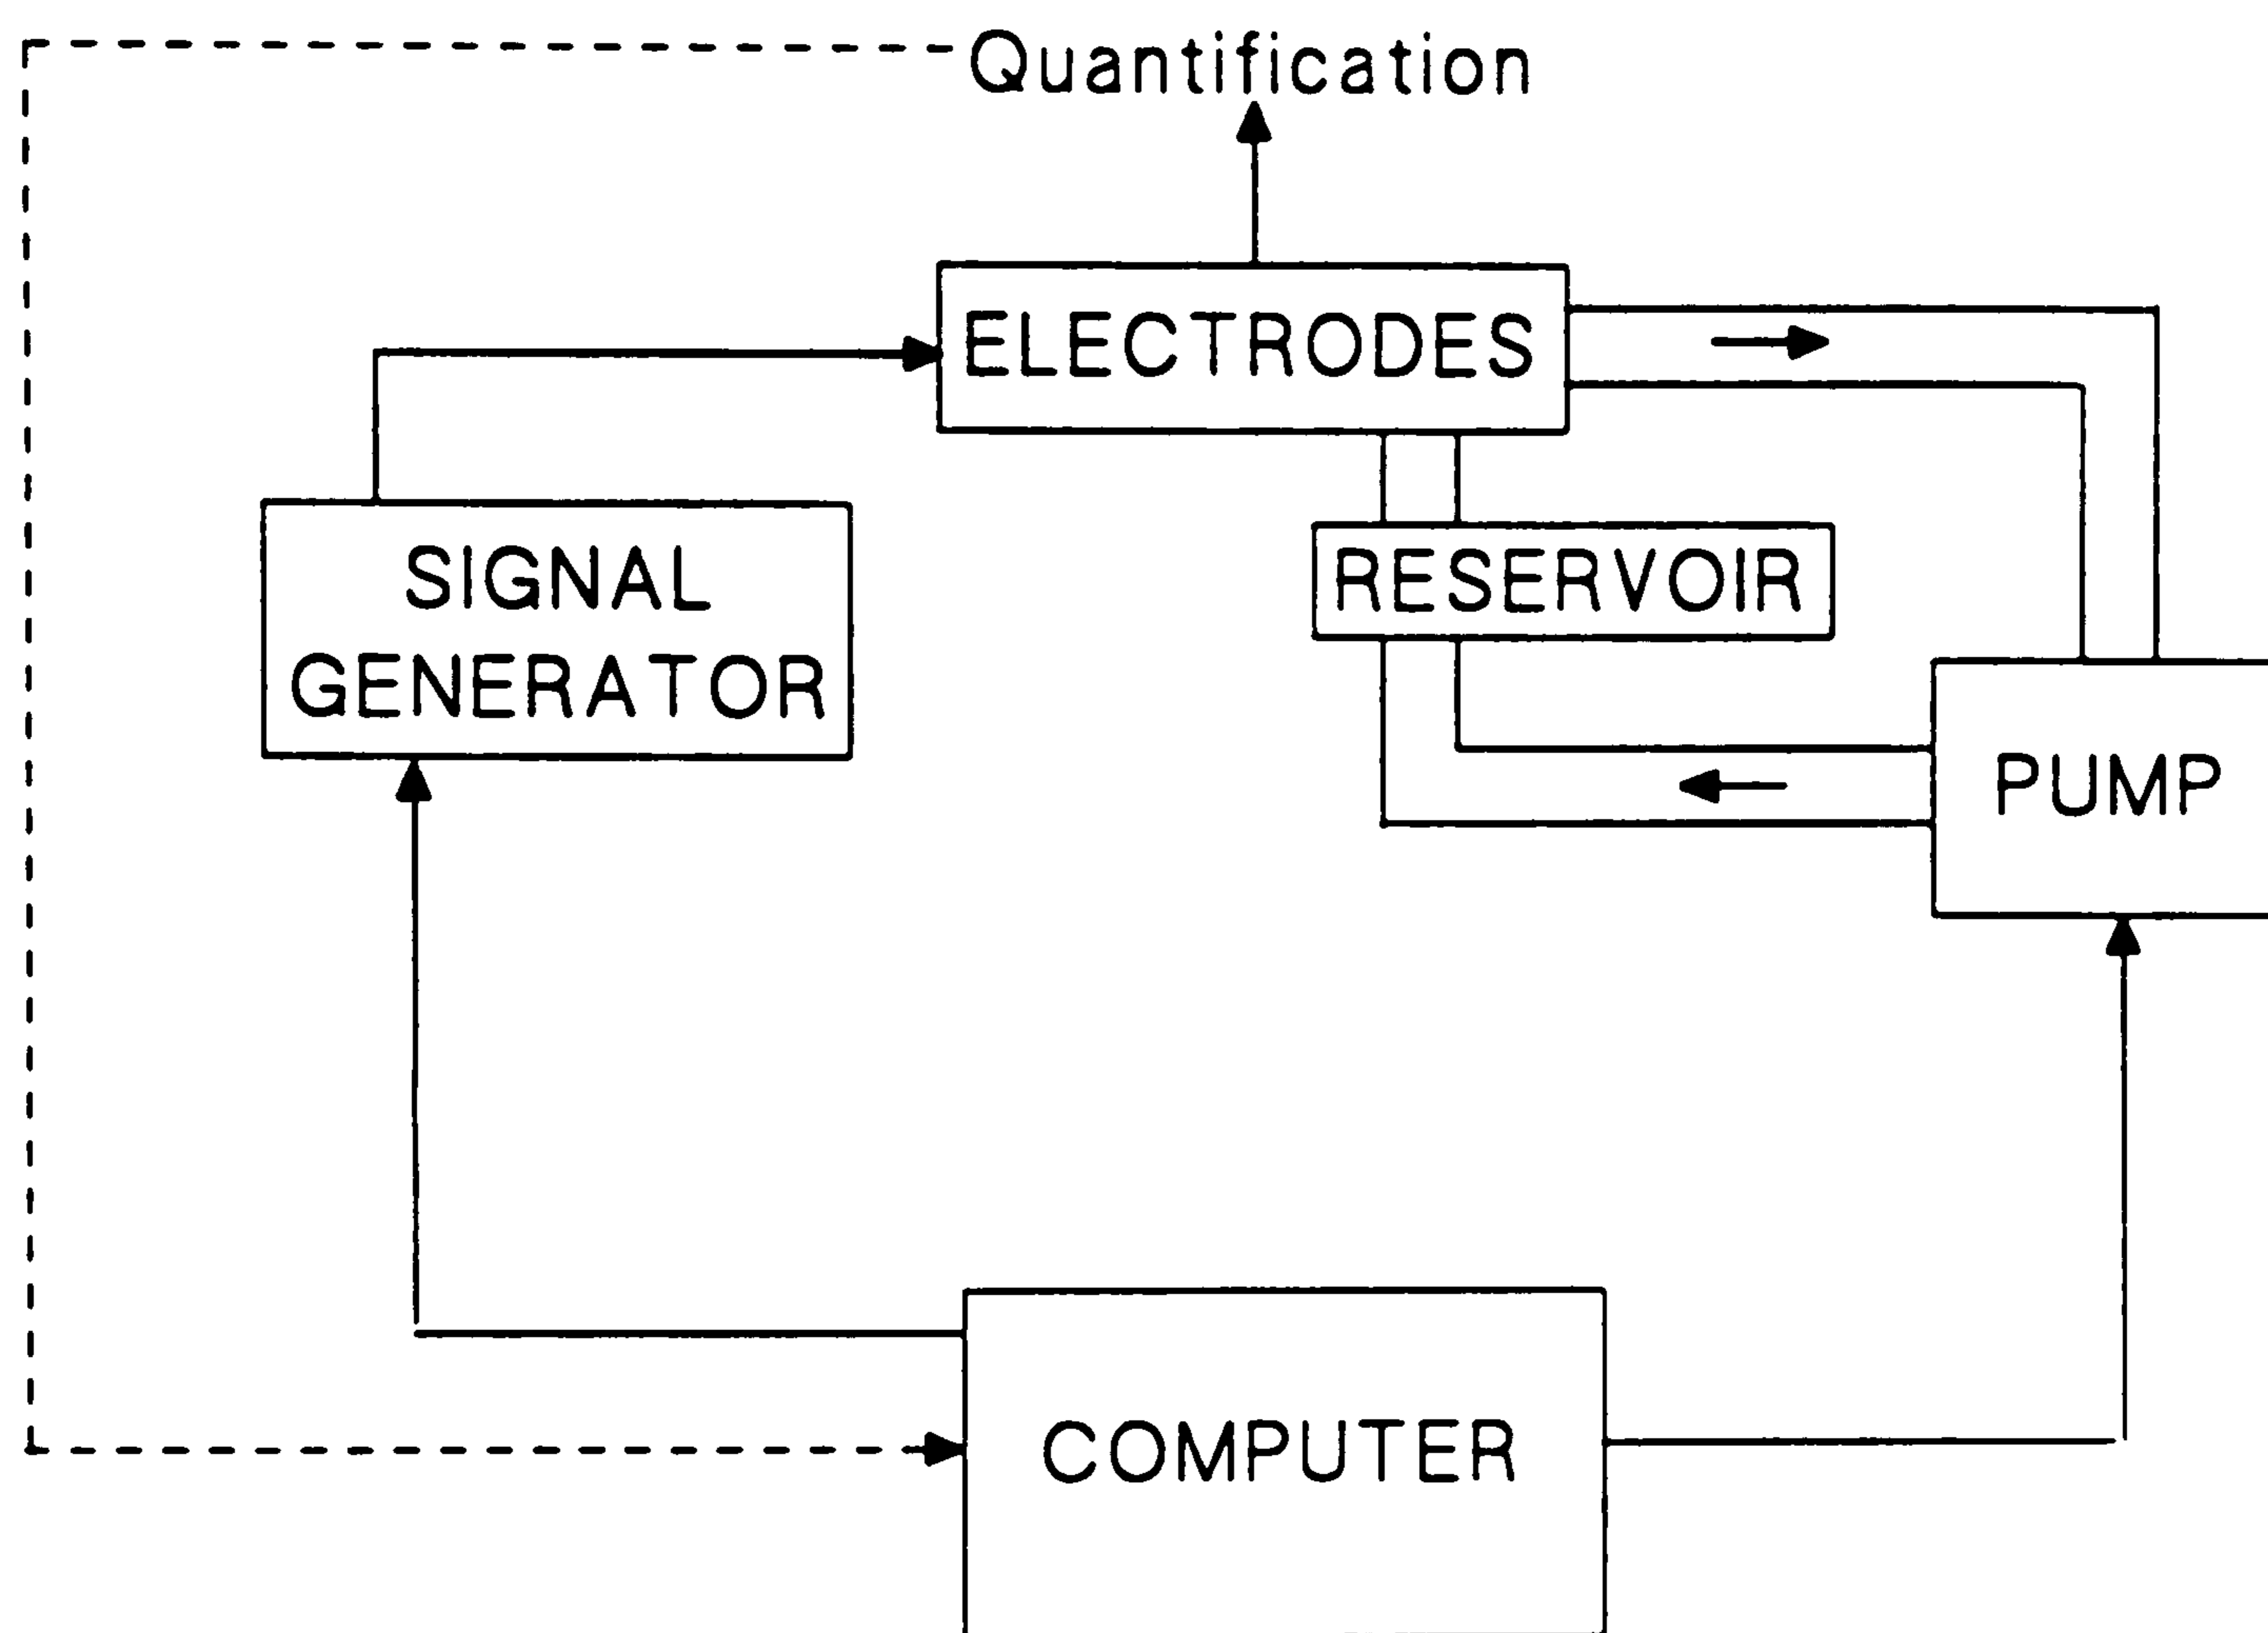 Quantification
ELECTRODES
SIGNAL
GENERATOR
RESERVOIR
PUMP
COMPUTER